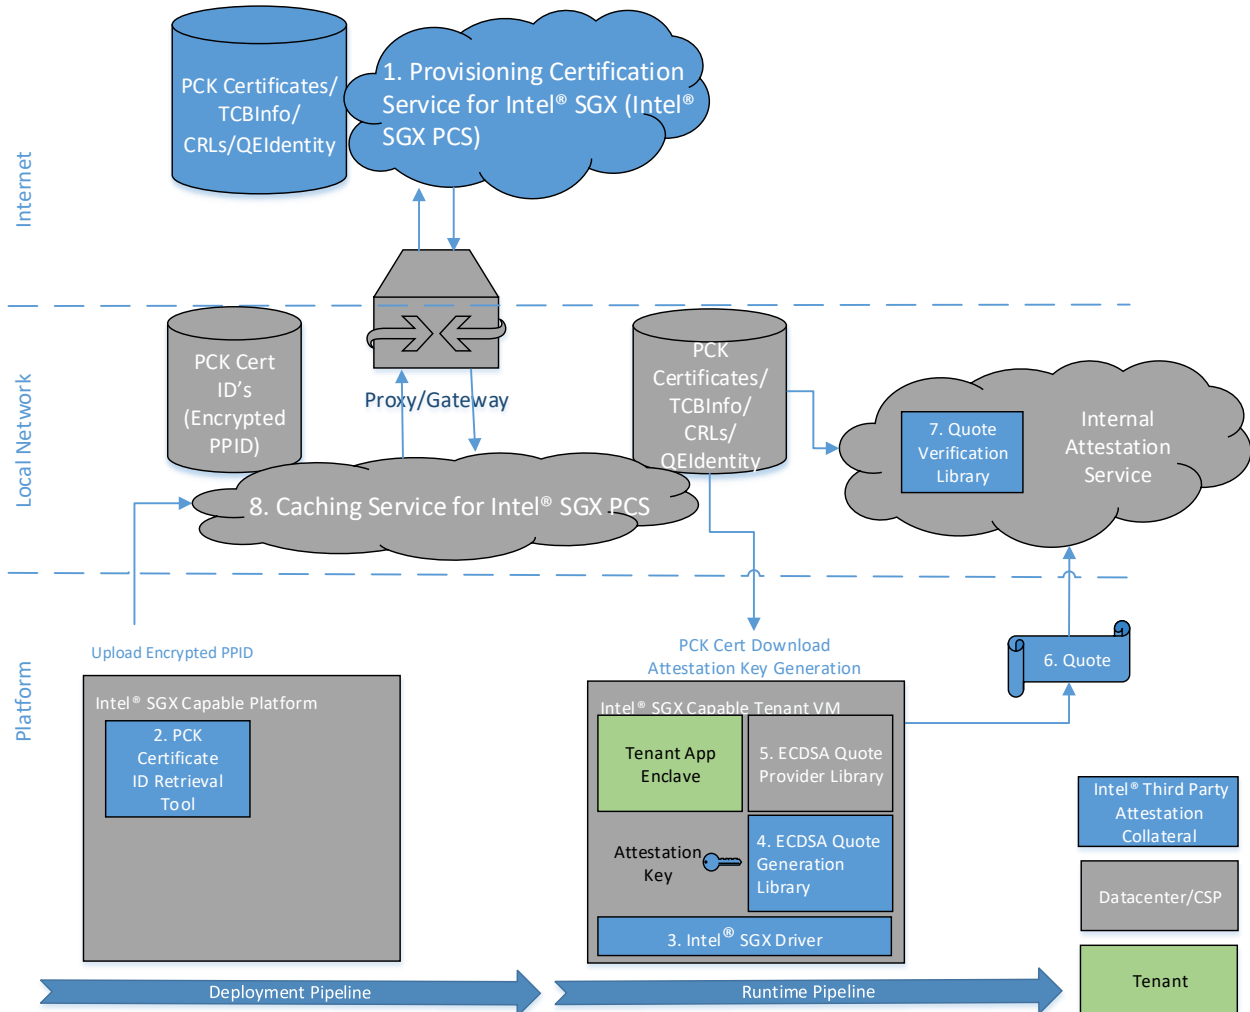 PCK Certificates/
TCBInfo/
CRLs/QEIdentity
1. Provisioning Certification
Service for Intel® SGX (Intel®
SGX PCS)
Internet
PCK Cert
ID's
(Encrypted
PPID)
Proxy/Gateway
PCK
Certificates/
TCBInfo/
CRLs/
QEIdentity
7. Quote
Verification
Library
Internal
Attestation
Service
Local Network
8. Caching Service for Intel® SGX PCS
Upload Encrypted PPID
PCK Cert Download
Attestation Key Generation
6. Quote
Platform
Intel® SGX Capable Platform
2. PCK
Certificate
ID Retrieval
Tool
Intel® SGX Capable Tenant VM
Tenant App
Enclave
5. ECDSA Quote
Provider Library
Attestation
Key
4. ECDSA Quote
Generation
Library
3. Intel® SGX Driver
Intel® Third Party
Attestation
Collateral
Datacenter/CSP
Tenant
Deployment Pipeline
Runtime Pipeline